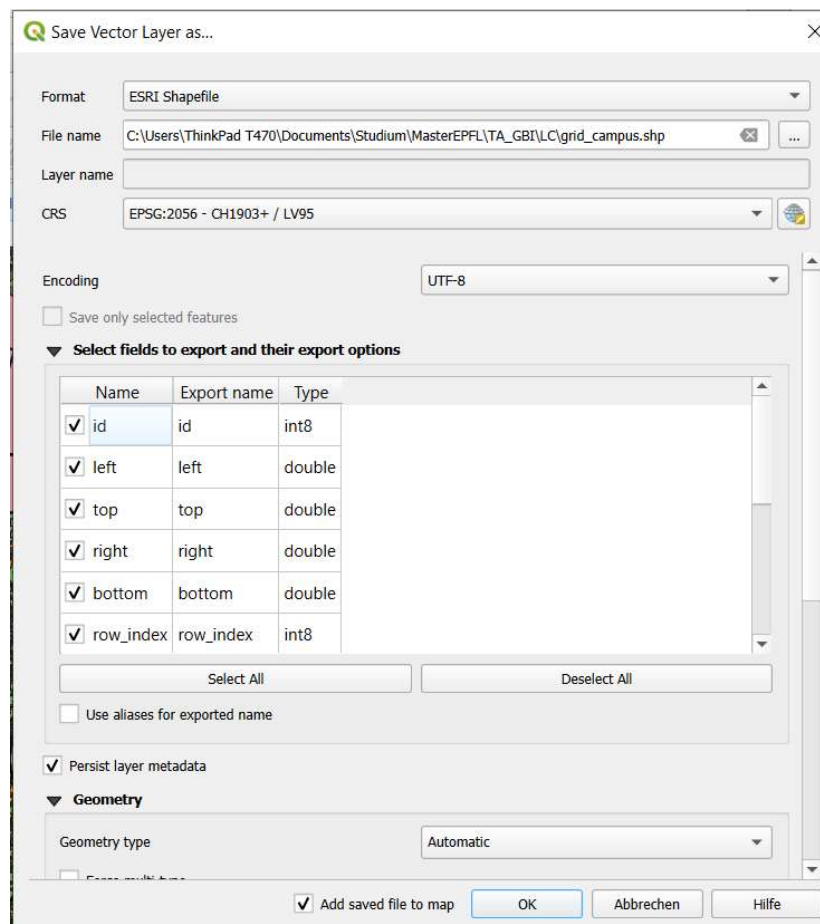 Save Vector Layer as...
Format ESRI Shapefile
File name C:\Users\ThinkPad T470\Documents\Studium\MasterEPFL\TA_GBI\LC\grid_campus.shp ...
Layer name
CRS EPSG:2056 - CH1903+ / LV95
Encoding UTF-8
Save only selected features
Select fields to export and their export options
Name Export name Type
id id int8
left left double
top top double
right right double
bottom bottom double
row_index row_index int8
Select All Deselect All
Use aliases for exported name
Persist layer metadata
Geometry
Geometry type Automatic
Force multi-type
Add saved file to map OK Abbrechen Hilfe